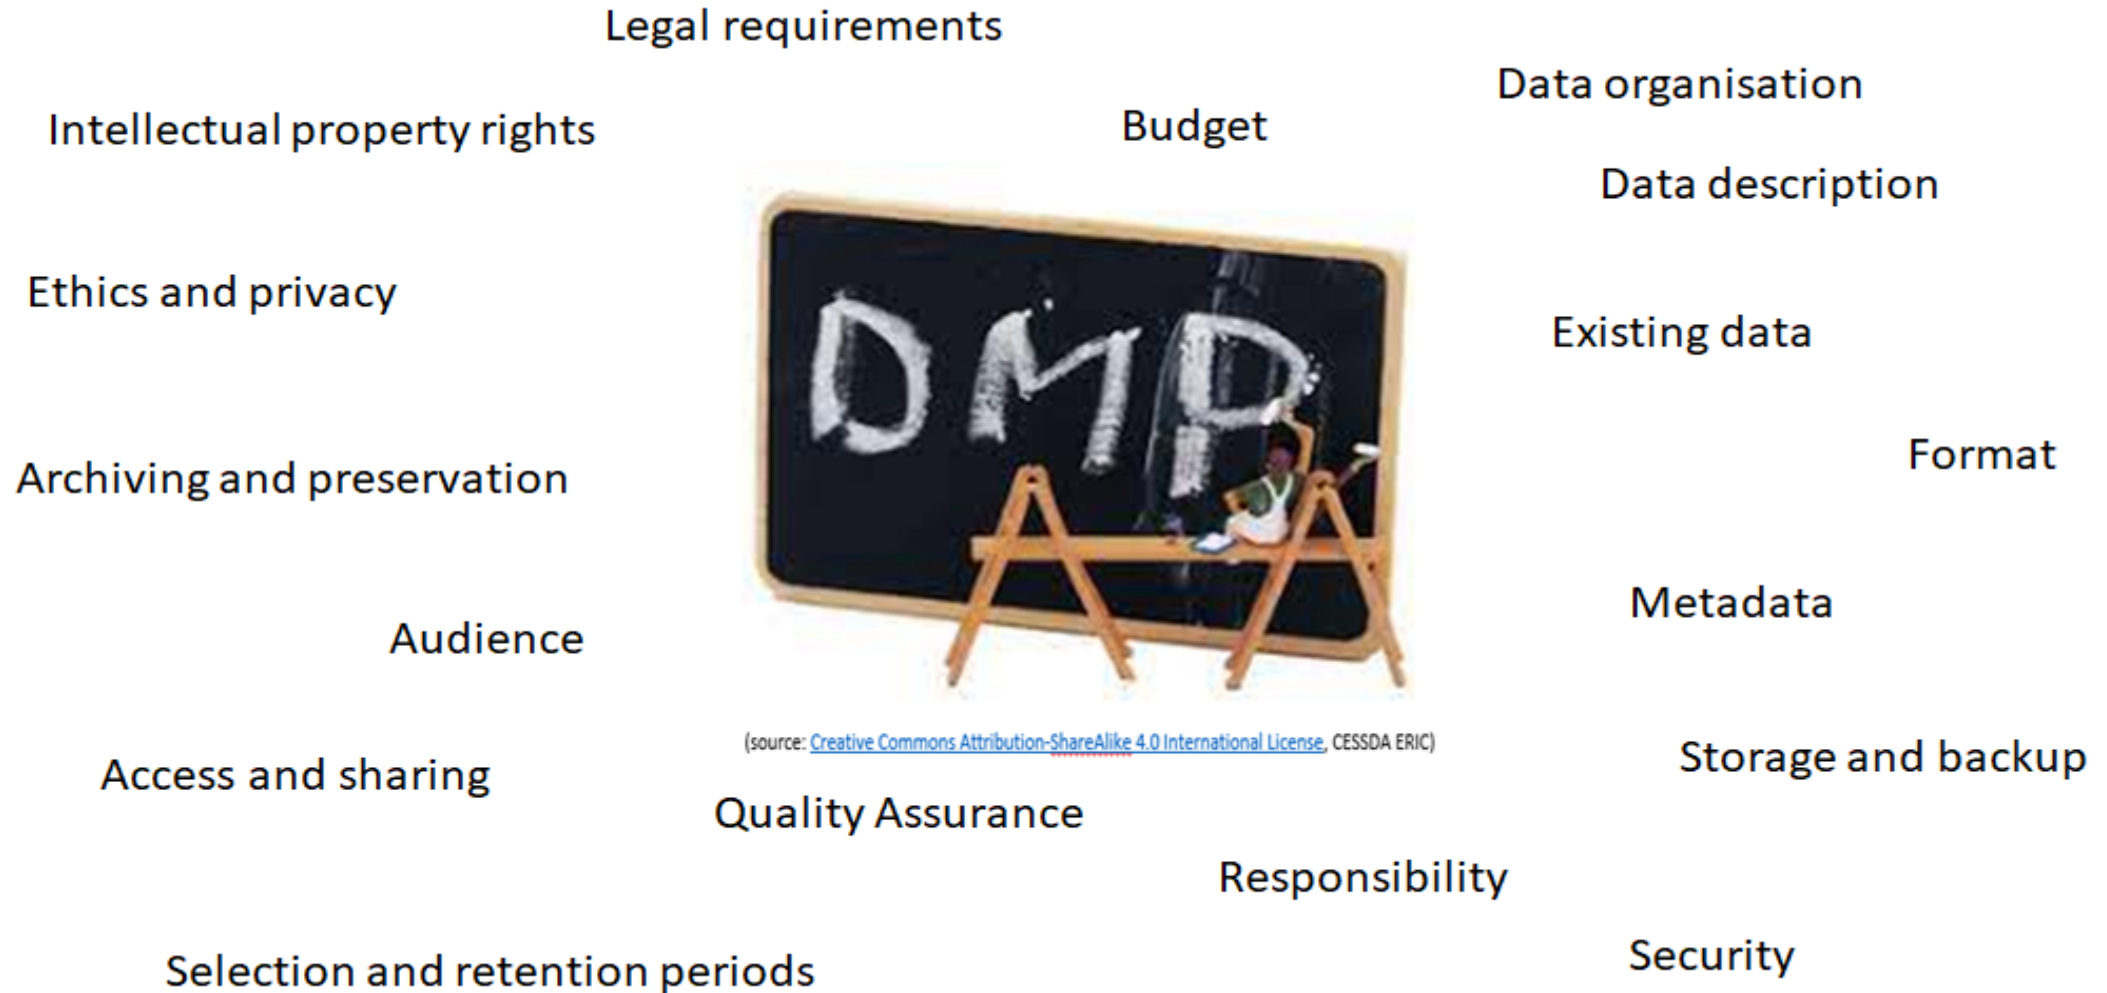 Legal requirements
Data organisation
Intellectual property rights
Budget
Data description
Ethics and privacy
Existing data
DMP
Format
Archiving and preservation
Metadata
Audience
(source: Creative Commons Attribution-ShareAlike 4.0 International License, CESSDA ERIC)
Storage and backup
Access and sharing
Quality Assurance
Responsibility
Security
Selection and retention periods